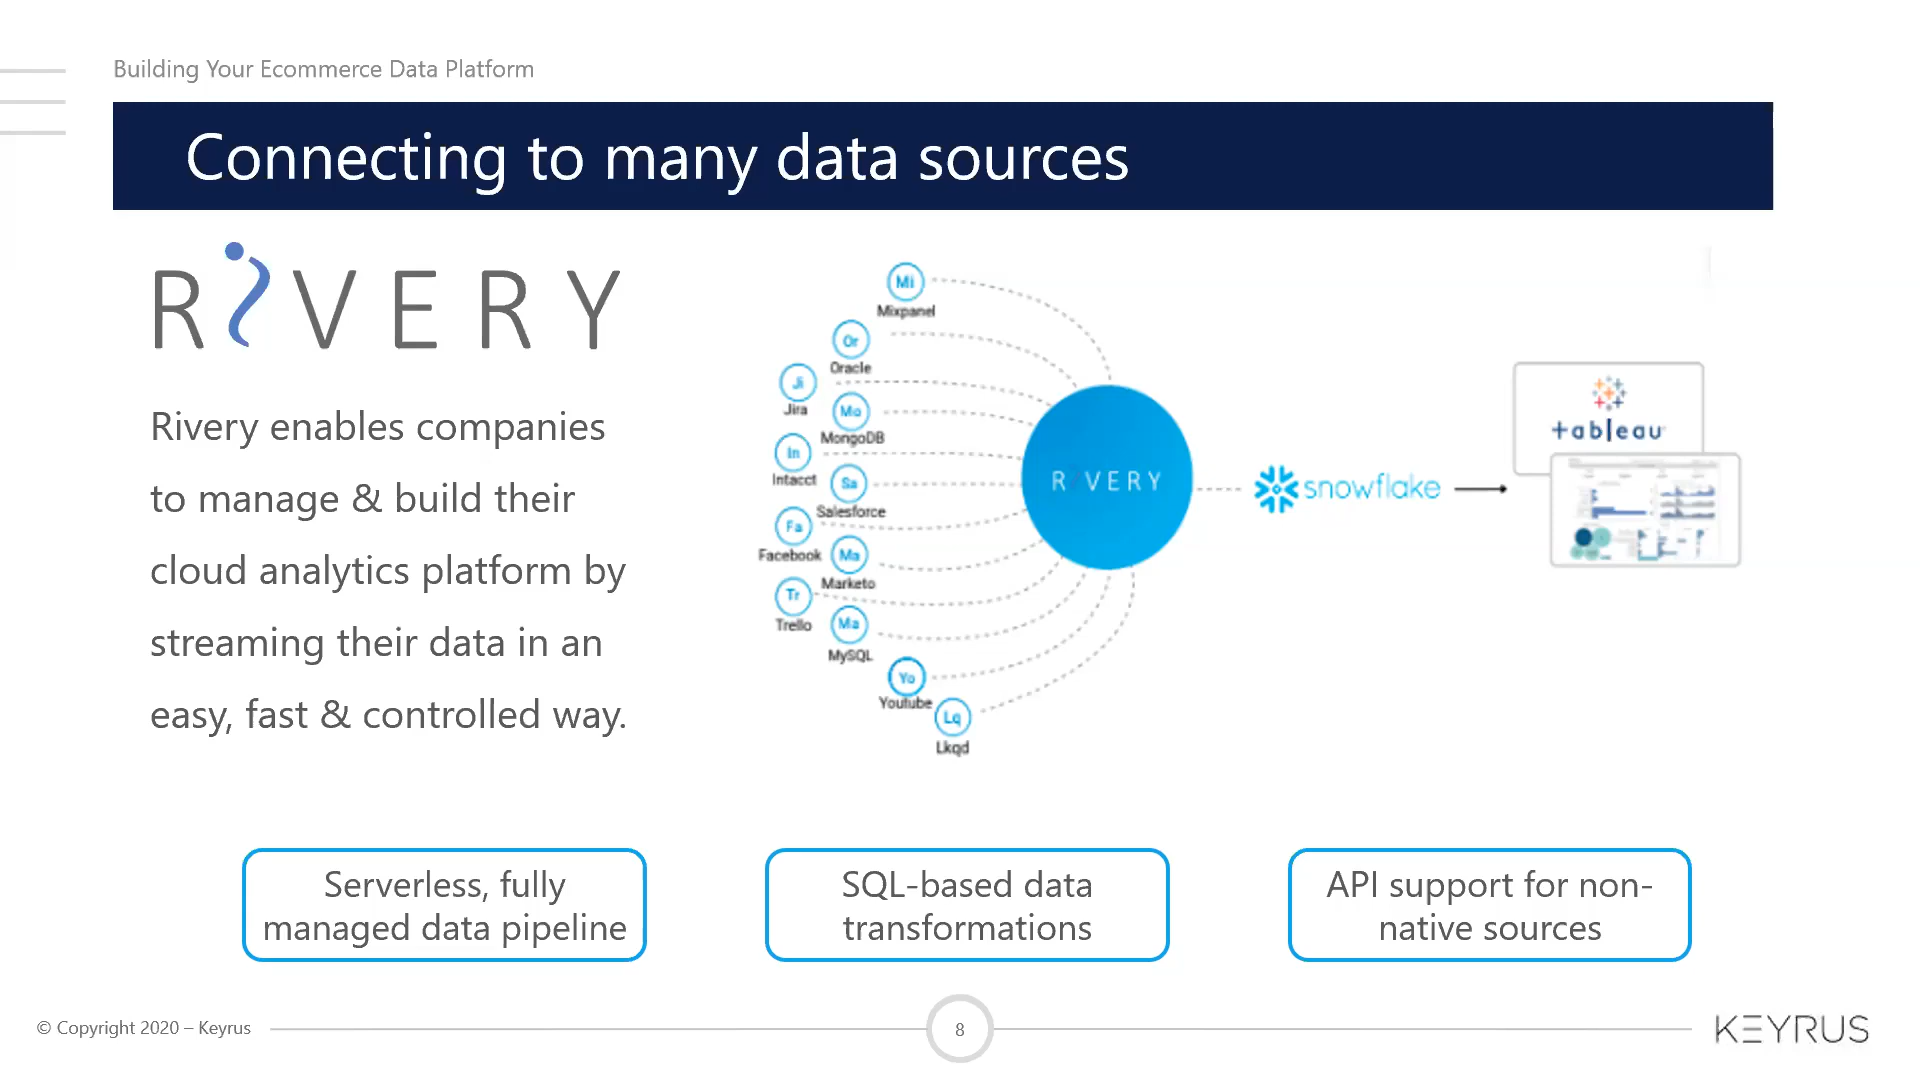 Building Your Ecommerce Data Platform
Connecting to many data sources
RIVERY
Rivery enables companies
to manage & build their
cloud analytics platform by
streaming their data in an
easy, fast & controlled way.
Mi
Mixpanel
Or
Oracle
Ji
Jira
Mo
MongoDB
In
Intacct
Sa
Salesforce
Fa
Facebook
Ma
Marketo
Tr
Trello
Ma
MySQL
Yo
Youtube
Lq
Lkqd
RIVERY
snowflake
+ableau
Serverless, fully
managed data pipeline
SQL-based data
transformations
API support for non-
native sources
© Copyright 2020 – Keyrus
8
KEYRUS